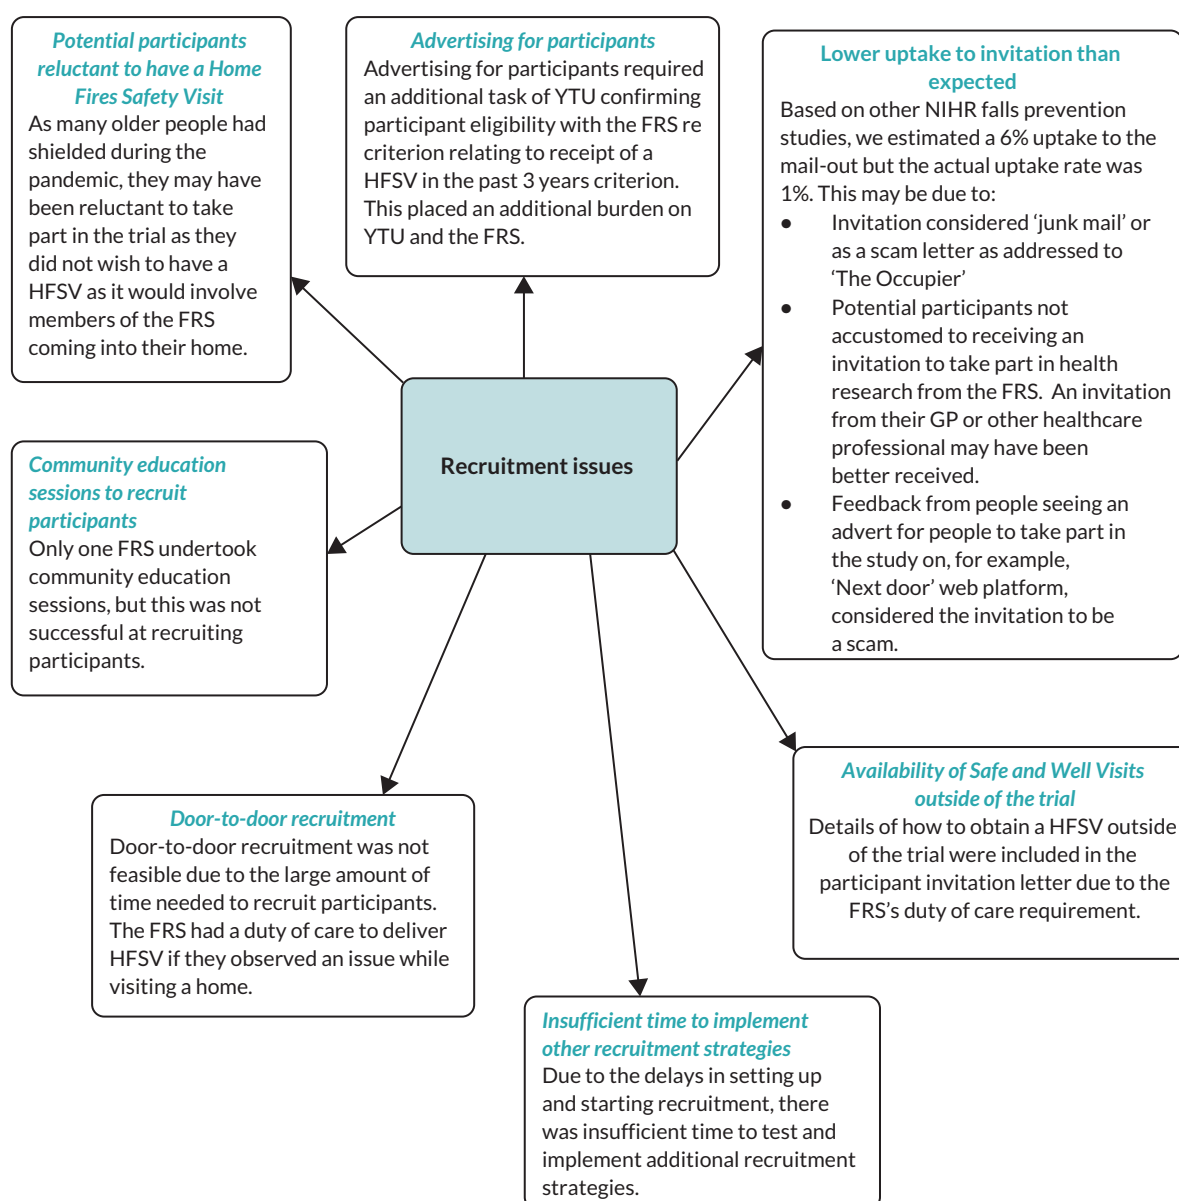 Potential participants
reluctant to have a Home
Fires Safety Visit
As many older people had
shielded during the
pandemic, they may have
been reluctant to take
part in the trial as they
did not wish to have a
HFSV as it would involve
members of the FRS
coming into their home.
Advertising for participants
Advertising for participants required
an additional task of YTU confirming
participant eligibility with the FRS re
criterion relating to receipt of a
HFSV in the past 3 years criterion.
This placed an additional burden on
YTU and the FRS.
Lower uptake to invitation than
expected
Based on other NIHR falls prevention
studies, we estimated a 6% uptake to the
mail-out but the actual uptake rate was
1%. This may be due to:
● Invitation considered ‘junk mail’ or
as a scam letter as addressed to
‘The Occupier’
● Potential participants not
accustomed to receiving an
invitation to take part in health
research from the FRS. An invitation
from their GP or other healthcare
professional may have been
better received.
● Feedback from people seeing an
advert for people to take part
in the study on, for example,
‘Next door’ web platform,
considered the invitation to be
a scam.
Recruitment issues
Community education
sessions to recruit
participants
Only one FRS undertook
community education
sessions, but this was not
successful at recruiting
participants.
Availability of Safe and Well Visits
outside of the trial
Details of how to obtain a HFSV outside
of the trial were included in the
participant invitation letter due to the
FRS’s duty of care requirement.
Door-to-door recruitment
Door-to-door recruitment was not
feasible due to the large amount of
time needed to recruit participants.
The FRS had a duty of care to deliver
HFSV if they observed an issue while
visiting a home.
Insufficient time to implement
other recruitment strategies
Due to the delays in setting up
and starting recruitment, there
was insufficient time to test and
implement additional recruitment
strategies.